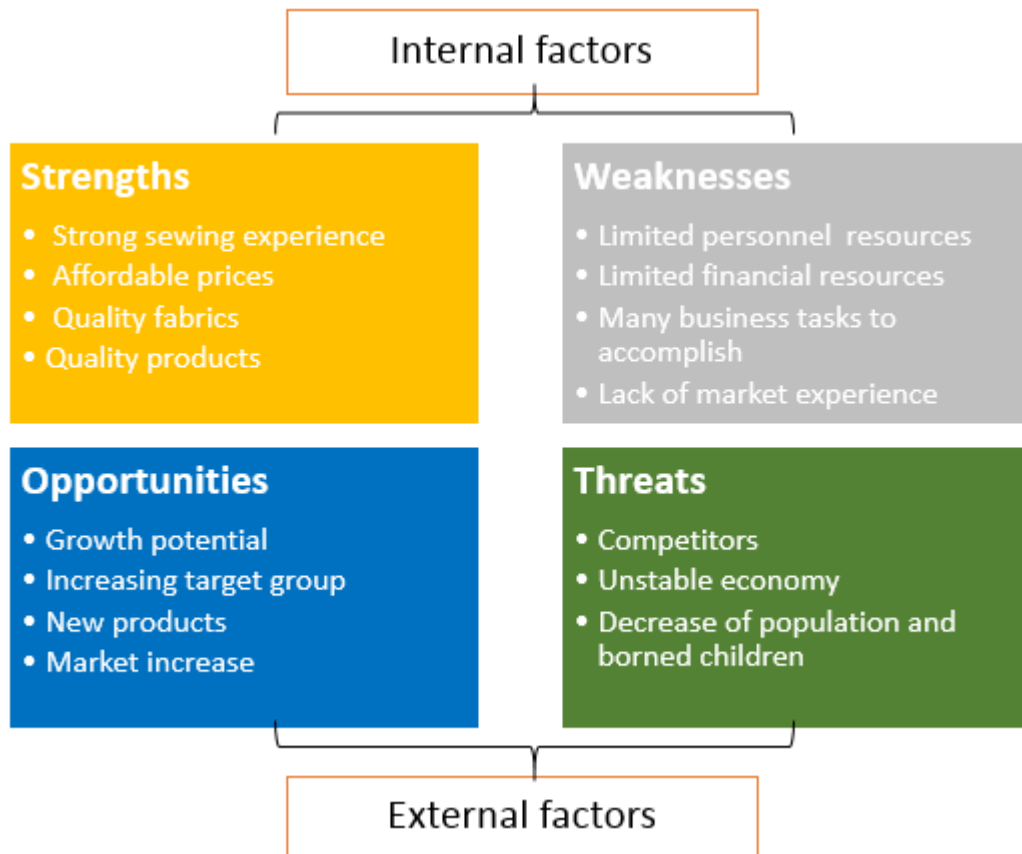 Internal factors
Strengths
• Strong sewing experience
• Affordable prices
• Quality fabrics
• Quality products
Weaknesses
• Limited personnel resources
• Limited financial resources
• Many business tasks to
accomplish
• Lack of market experience
Opportunities
• Growth potential
• Increasing target group
• New products
• Market increase
Threats
• Competitors
• Unstable economy
• Decrease of population and
borned children
External factors